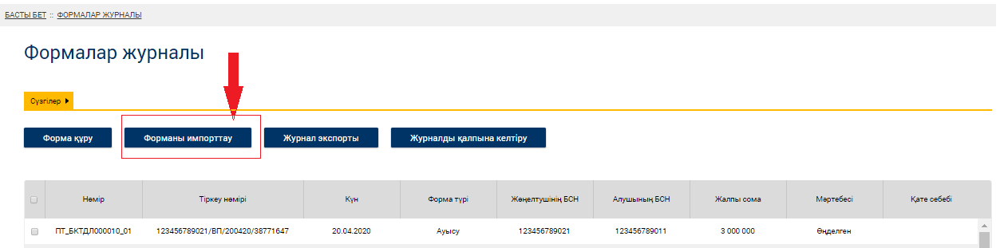 БАСТЫ БЕТ :: ФОРМАЛАР ЖУРНАЛЫ
Формалар журналы
Сүзгілер
Форма құру Форманы импорттау Журнал экспорты Журналды қалпына келтіру
Нөмір Тіркеу нөмірі Күн Форма түрі Жөнелтушінің БСН Алушының БСН Жалпы сома Мәртебесі Қате себебі
ПТ_БКТДЛ000010_01 123456789021/ВП/200420/38771647 20.04.2020 Ауысу 123456789021 123456789011 3 000 000 Өңделген